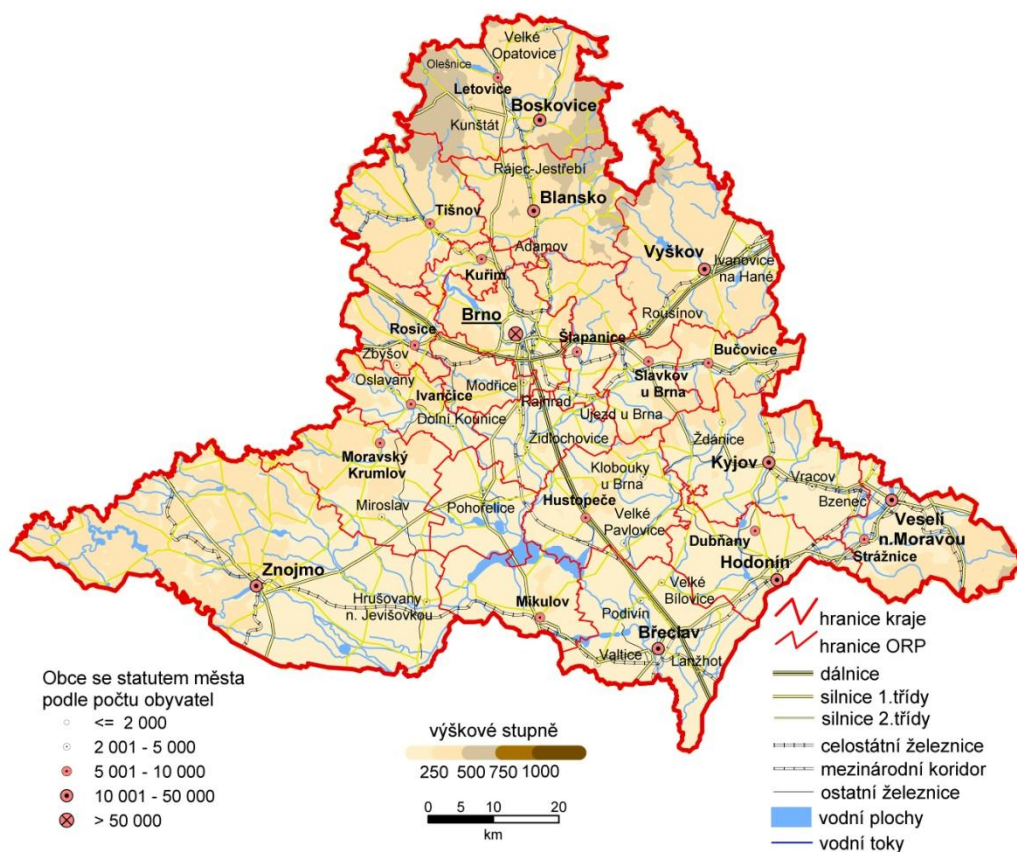 Velké
Opatovice
Olešnice
Letovice
Boskovice
Kunštát
Rájec-Jestřebí
Blansko
Tišnov
Adamov
Vyškov
Ivanovice
na Hané
Kuřim
Rousínov
Brno
Rosice
Šlapanice
Bučovice
Zbyšov
Slavkov
u Brna
Oslavany
Modřice
Ivančice
Rajhrad
Újezd u Brna
Dolní Kounice
Ždánice
Židlochovice
Moravský
Krumlov
Klobouky
u Brna
Kyjov
Vracov
Bzenec
Miroslav
Pohořelice
Hustopeče
Velké
Pavlovice
Veselí
n.Moravou
Dubňany
Strážnice
Znojmo
Hodonín
Hrušovany
n. Jevišovkou
Velké
Bílovice
Mikulov
Podivín
Břeclav
Valtice
Lanžhot
Obce se statutem města
podle počtu obyvatel
<= 2 000
2 001 - 5 000
5 001 - 10 000
10 001 - 50 000
> 50 000
výškové stupně
250 500 750 1000
0 10 20
km
hranice kraje
hranice ORP
dálnice
silnice 1.třídy
silnice 2.třídy
celostátní železnice
mezinárodní koridor
ostatní železnice
vodní plochy
vodní toky